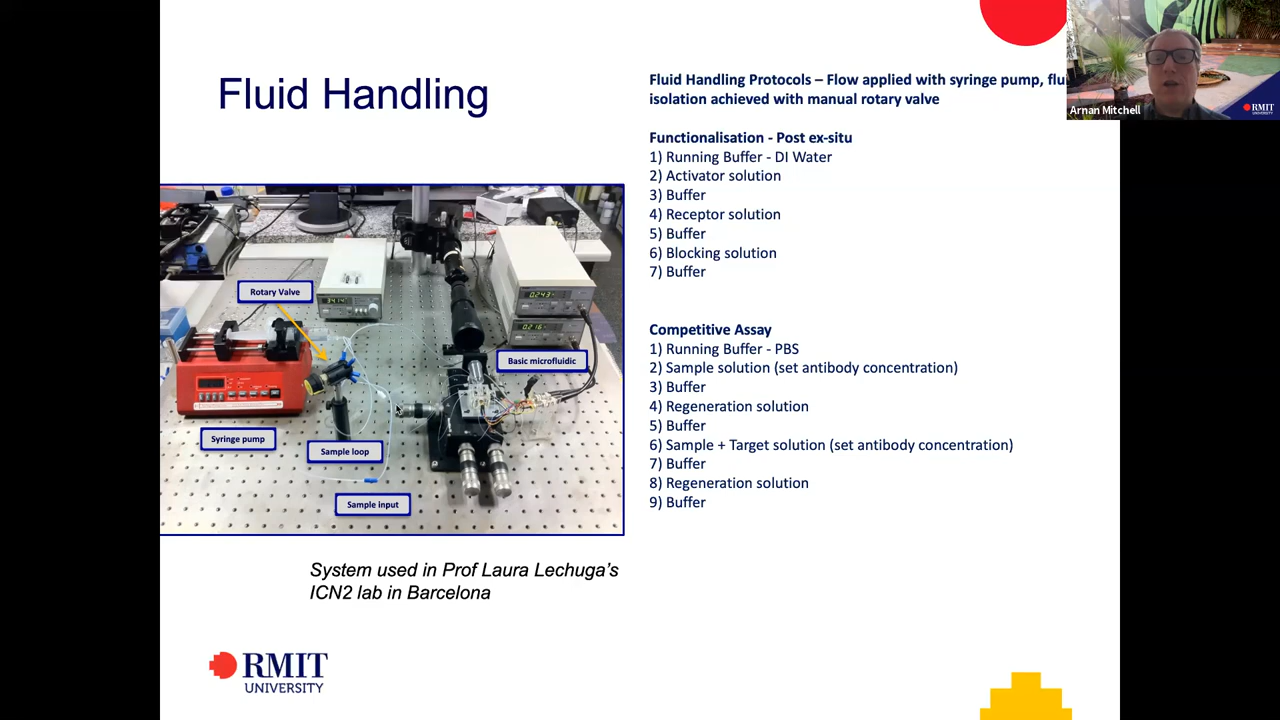 Fluid Handling
Fluid Handling Protocols – Flow applied with syringe pump,
isolation achieved with manual rotary valve
Functionalisation - Post ex-situ
1) Running Buffer - DI Water
2) Activator solution
3) Buffer
4) Receptor solution
5) Buffer
6) Blocking solution
7) Buffer
Competitive Assay
1) Running Buffer - PBS
2) Sample solution (set antibody concentration)
3) Buffer
4) Regeneration solution
5) Buffer
6) Sample + Target solution (set antibody concentration)
7) Buffer
8) Regeneration solution
9) Buffer
Rotary Valve
Basic microfluidic
Syringe pump
Sample loop
Sample input
System used in Prof Laura Lechuga's
ICN2 lab in Barcelona
RMIT
UNIVERSITY
Arnan Mitchell
RMIT
UNIVERSITY